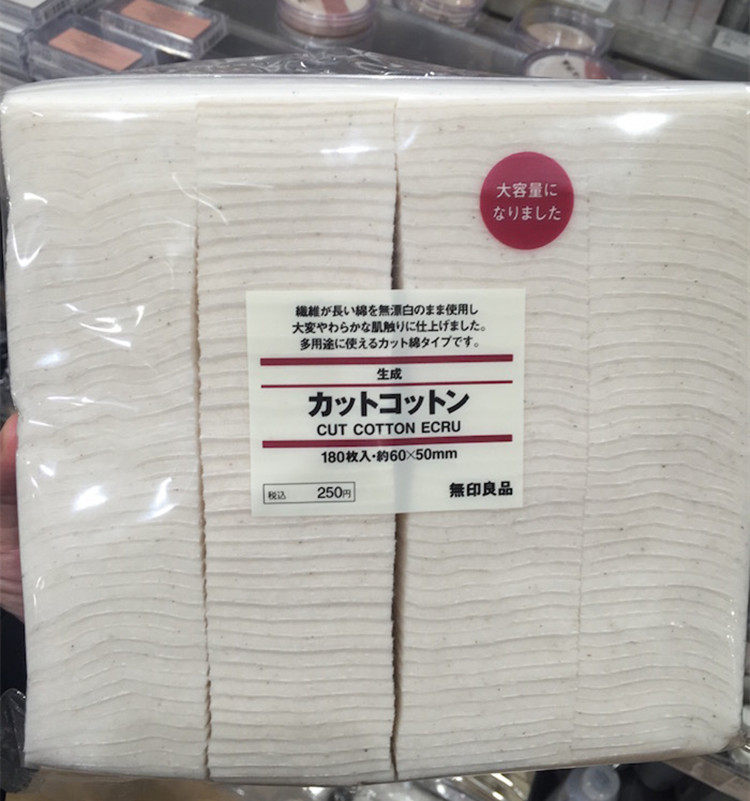 大容量に
なりました
繊維が長い綿を無漂白のまま使用し
大変やわらかな肌触りに仕上げました。
多用途に使えるカット綿タイプです。
生成
カットコットン
CUT COTTON ECRU
180枚入・約60×50mm
税込 250円
無印良品